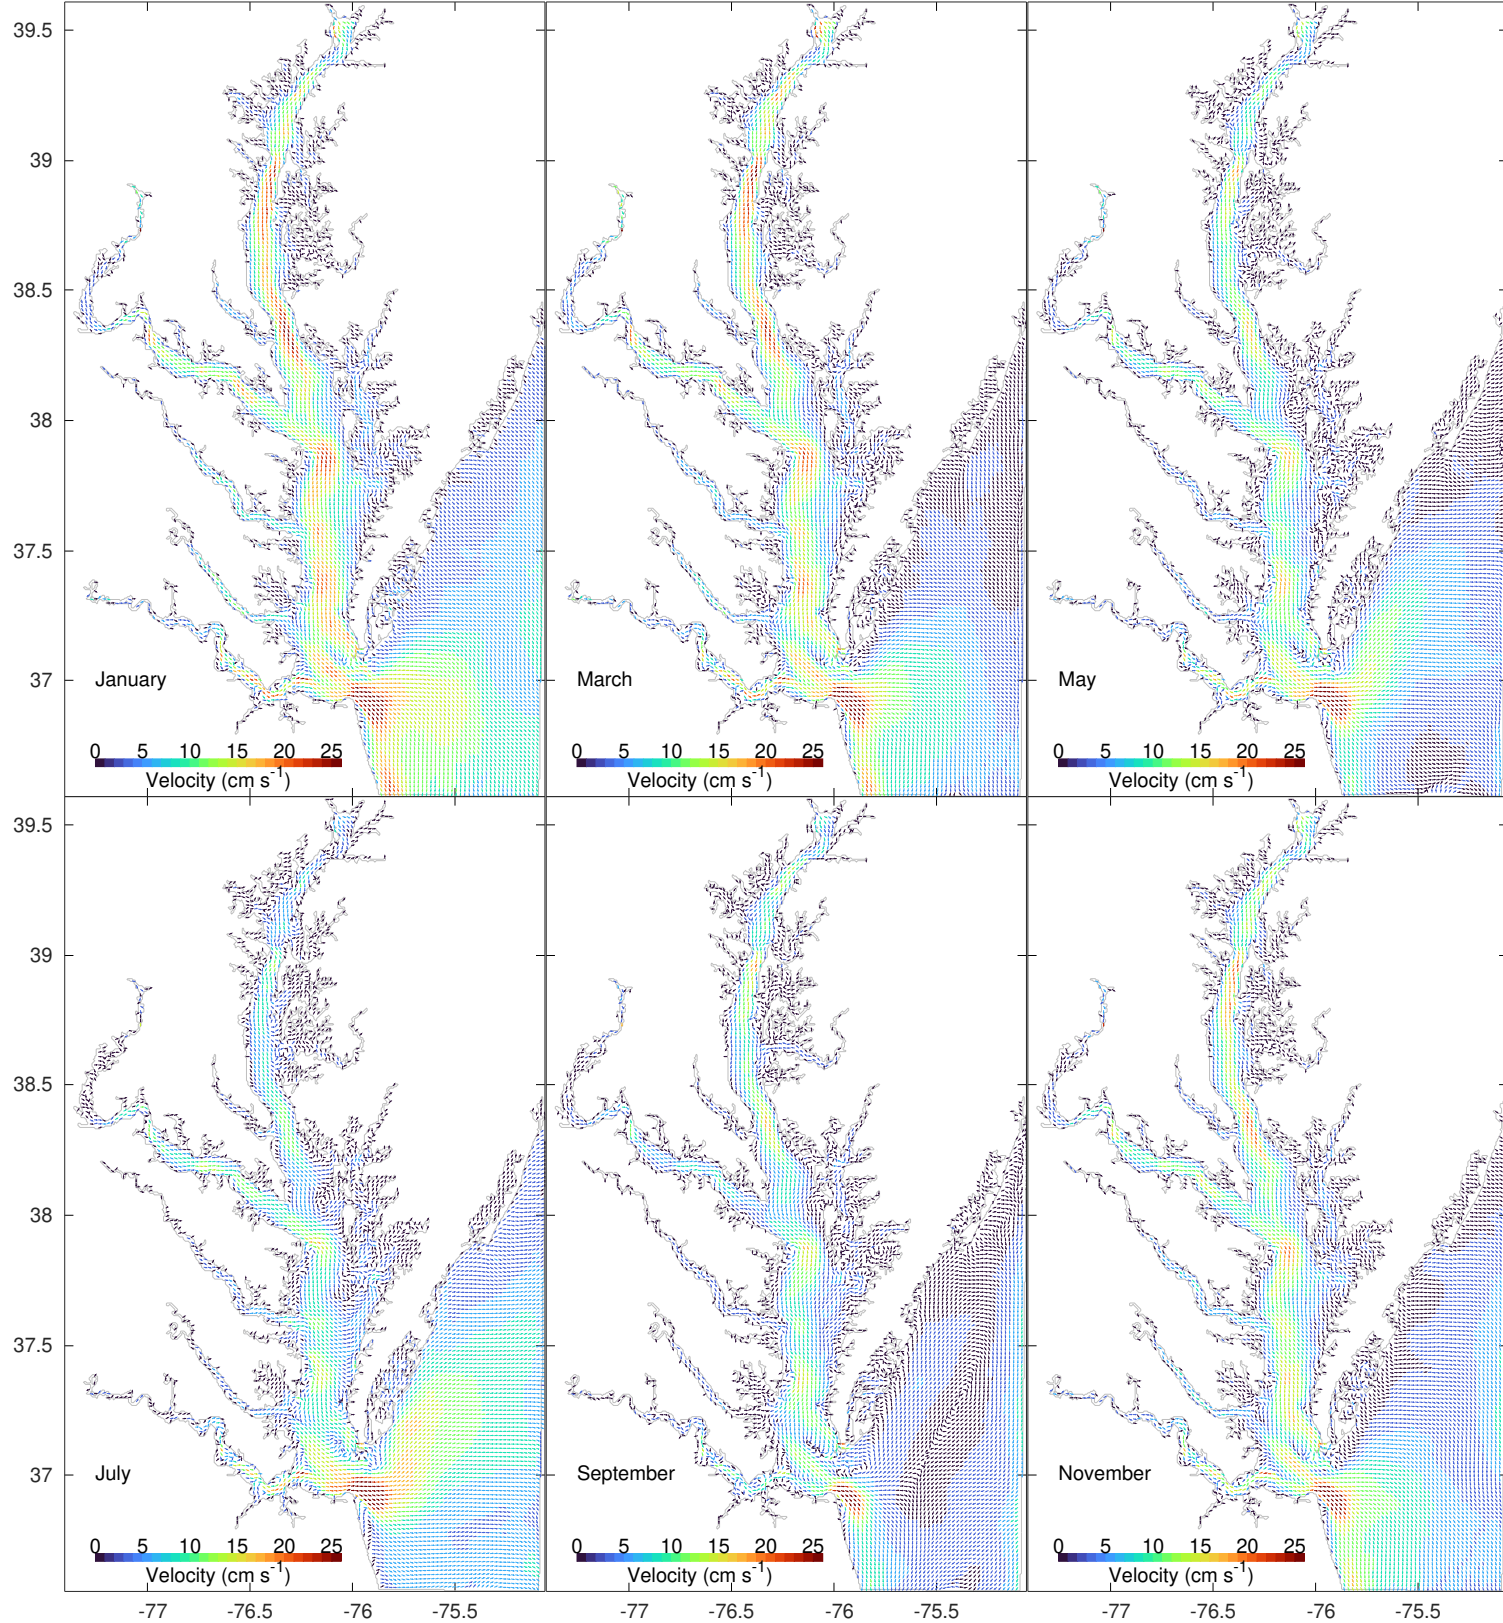 39.5
39
38.5
38
37.5
37
January
0 5 10 15 20 25
Velocity (cm s-1)
March
0 5 10 15 20 25
Velocity (cm s-1)
May
0 5 10 15 20 25
Velocity (cm s-1)
39.5
39
38.5
38
37.5
37
July
0 5 10 15 20 25
Velocity (cm s-1)
September
0 5 10 15 20 25
Velocity (cm s-1)
November
0 5 10 15 20 25
Velocity (cm s-1)
-77 -76.5 -76 -75.5
-77 -76.5 -76 -75.5
-77 -76.5 -76 -75.5